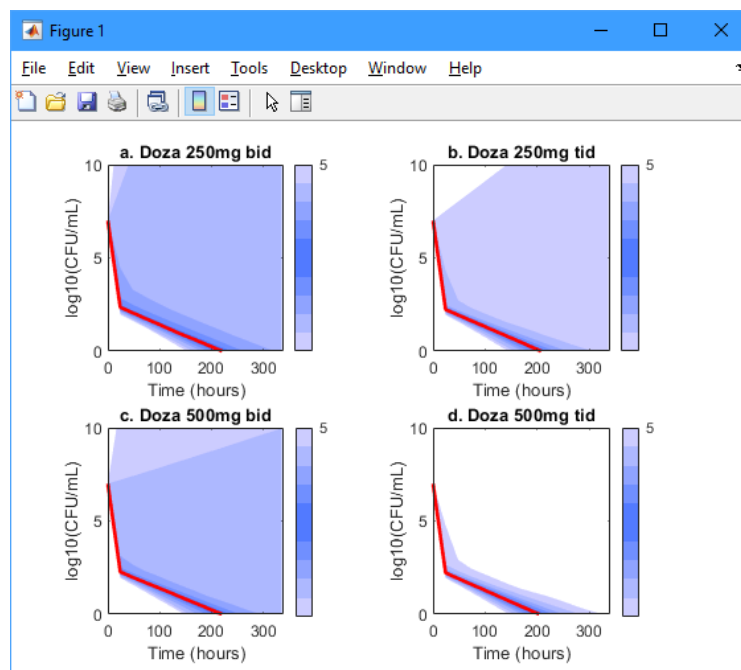 Figure 1
File Edit View Insert Tools Desktop Window Help
a. Doza 250mg bid
10
5
0
log10(CFU/mL)
0 100 200 300
Time (hours)
5
b. Doza 250mg tid
10
5
0
log10(CFU/mL)
0 100 200 300
Time (hours)
5
c. Doza 500mg bid
10
5
0
log10(CFU/mL)
0 100 200 300
Time (hours)
5
d. Doza 500mg tid
10
5
0
log10(CFU/mL)
0 100 200 300
Time (hours)
5